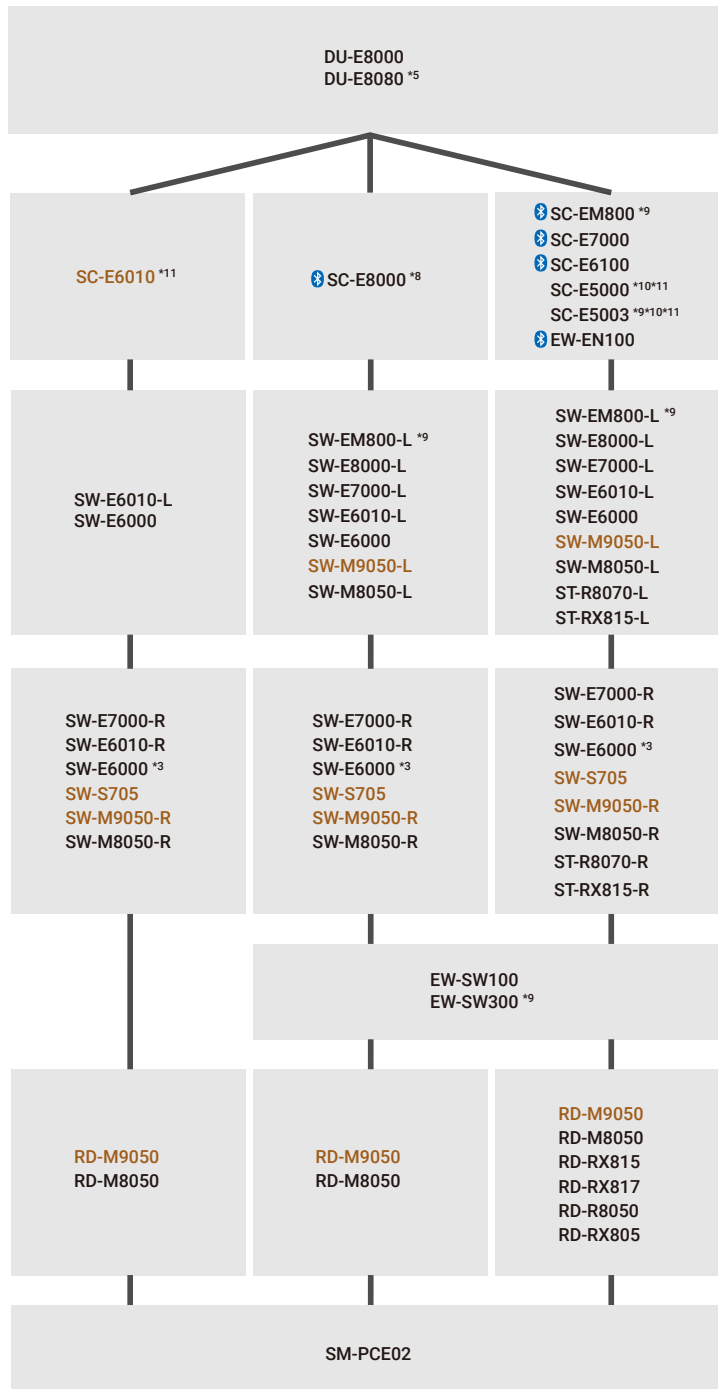 DU-E8000
DU-E8080 *5
SC-E6010 *11
SC-E8000 *8
SC-EM800 *9
SC-E7000
SC-E6100
SC-E5000 *10*11
SC-E5003 *9*10*11
EW-EN100
SW-E6010-L
SW-E6000
SW-EM800-L *9
SW-E8000-L
SW-E7000-L
SW-E6010-L
SW-E6000
SW-M9050-L
SW-M8050-L
SW-EM800-L *9
SW-E8000-L
SW-E7000-L
SW-E6010-L
SW-E6000
SW-M9050-L
SW-M8050-L
ST-R8070-L
ST-RX815-L
SW-E7000-R
SW-E6010-R
SW-E6000 *3
SW-S705
SW-M9050-R
SW-M8050-R
SW-E7000-R
SW-E6010-R
SW-E6000 *3
SW-S705
SW-M9050-R
SW-M8050-R
SW-E7000-R
SW-E6010-R
SW-E6000 *3
SW-S705
SW-M9050-R
SW-M8050-R
ST-R8070-R
ST-RX815-R
EW-SW100
EW-SW300 *9
RD-M9050
RD-M8050
RD-M9050
RD-M8050
RD-M9050
RD-M8050
RD-RX815
RD-RX817
RD-R8050
RD-RX805
SM-PCE02